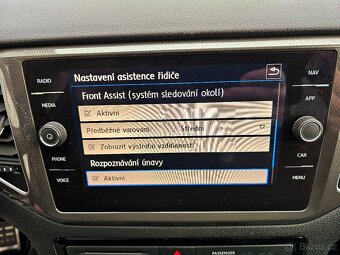 Nastavení asistence řidiče
Front Assist (systém sledování okolí)
Aktivní
Předběžné varování: Střední
Zobrazit výstrahu vzdálenosti
Rozpoznávání únavy
Aktivní
RADIO
MEDIA
PHONE
VOICE
NAV
APP
CAR
MENU
PASSENGER